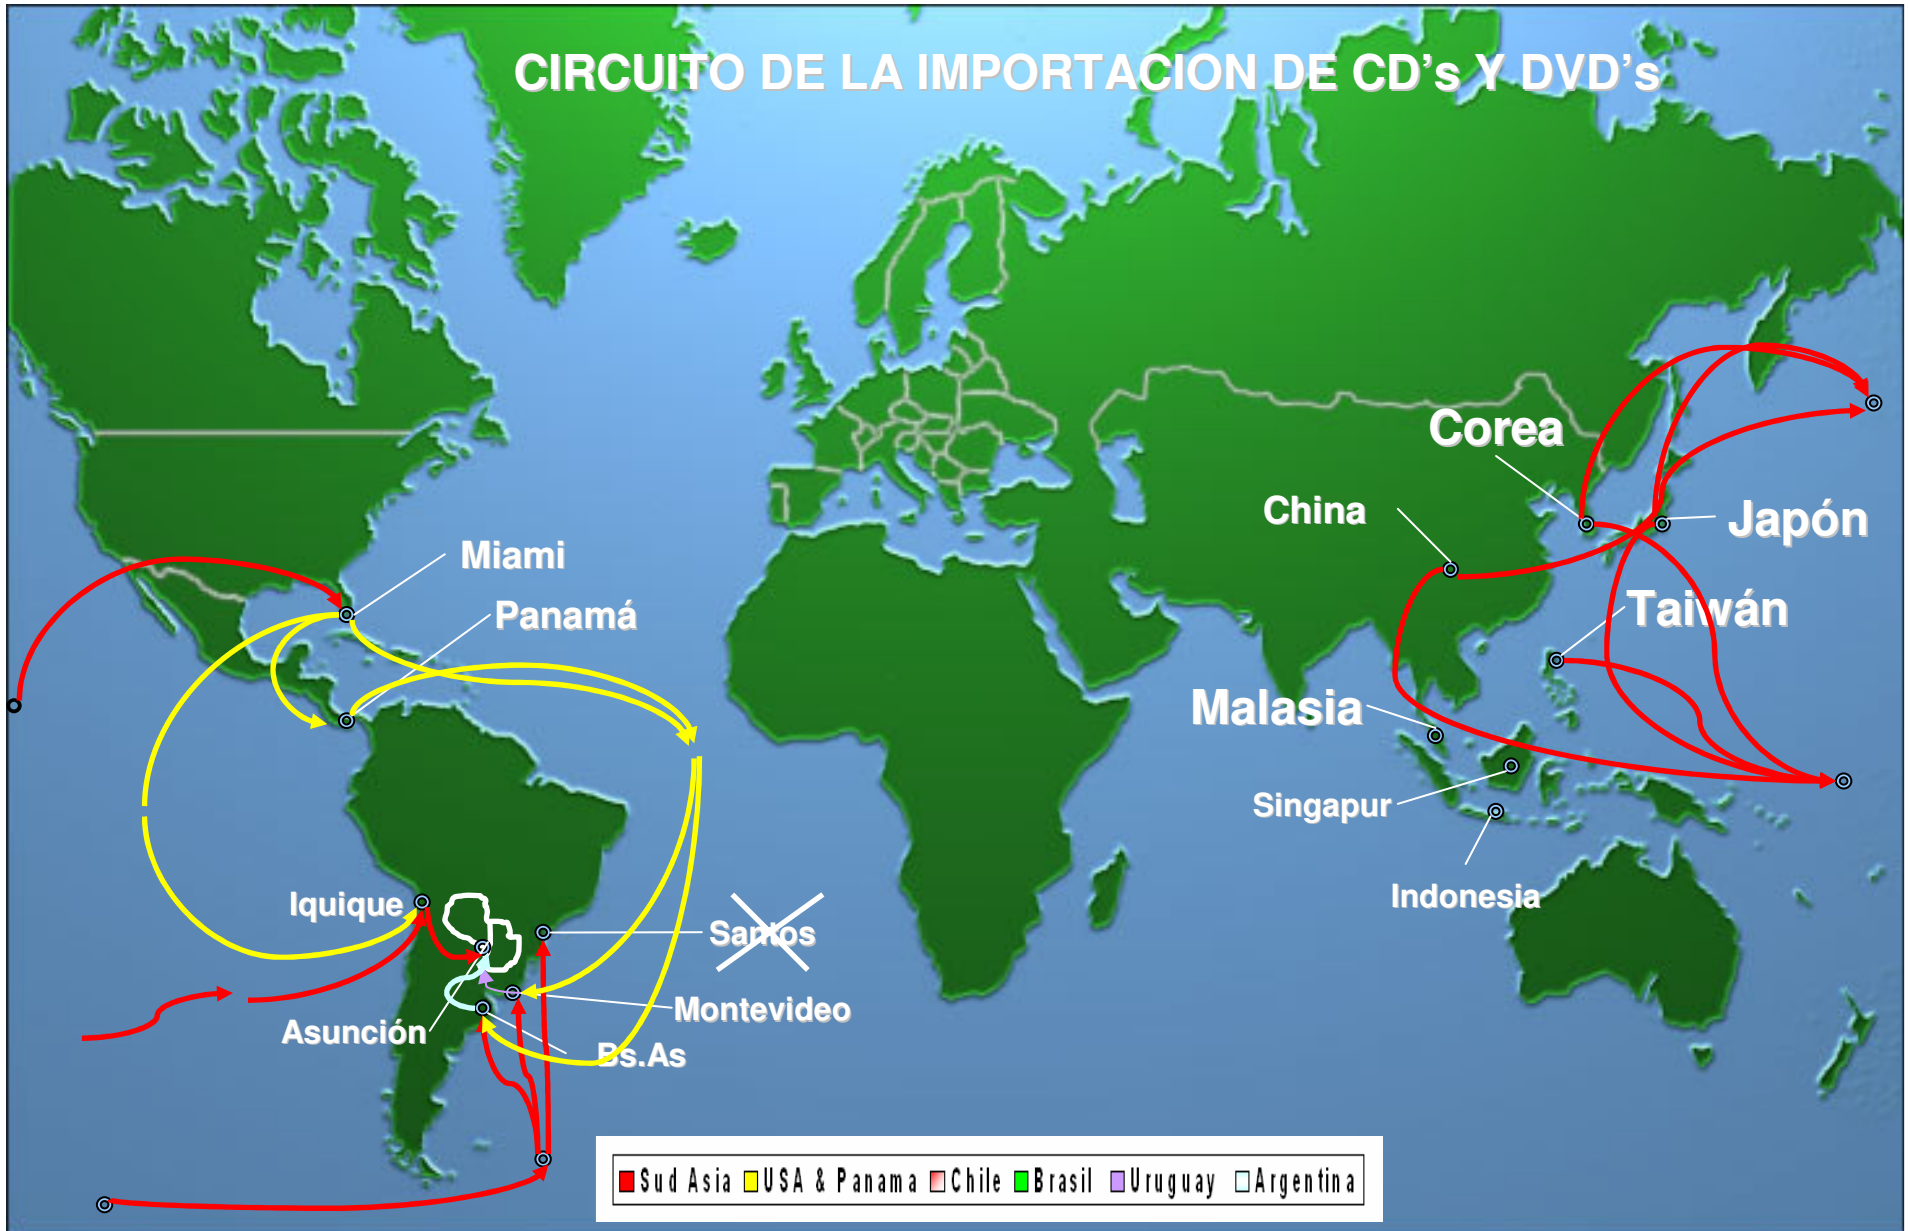 CIRCUITO DE LA IMPORTACION DE CD's Y DVD's
Corea
China
Japón
Miami
Panamá
Taiwán
Malasia
Singapur
Indonesia
Iquique
Santos
Montevideo
Asunción
Bs.As
Sud Asia USA & Panama Chile Brasil Uruguay Argentina